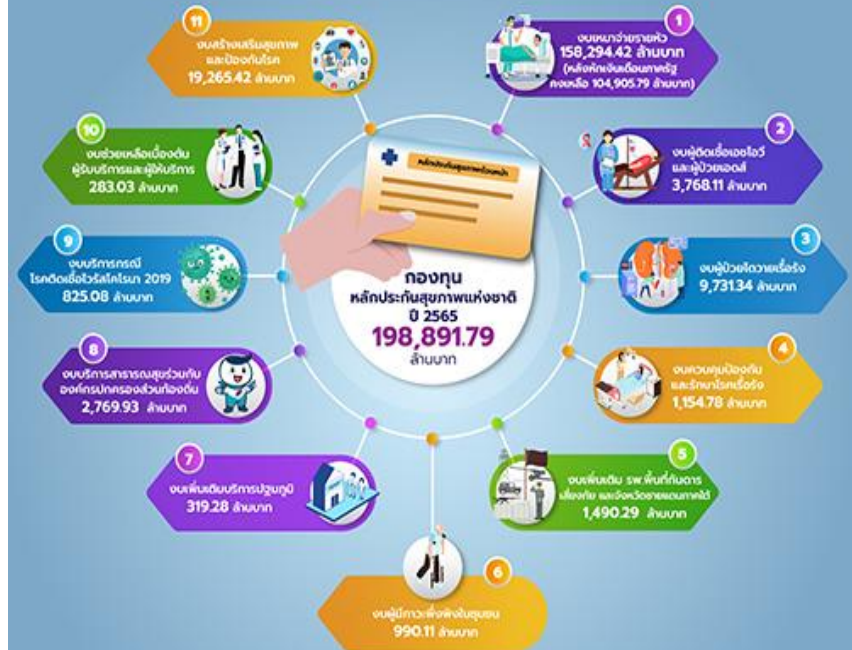 หลักประกันสุขภาพถ้วนหน้า
กองทุน
หลักประกันสุขภาพแห่งชาติ
ปี 2565
198,891.79
ล้านบาท
1
งบเหมาจ่ายรายหัว
158,294.42 ล้านบาท
(หลังหักเงินเดือนภาครัฐ
คงเหลือ 104,905.79 ล้านบาท)
2
งบผู้ติดเชื้อเอชไอวี
และผู้ป่วยเอดส์
3,768.11 ล้านบาท
3
งบผู้ป่วยไตวายเรื้อรัง
9,731.34 ล้านบาท
4
งบควบคุมป้องกัน
และรักษาโรคเรื้อรัง
1,154.78 ล้านบาท
5
งบเพิ่มเติม รพ.พื้นที่กันดาร
เสี่ยงภัย และจังหวัดชายแดนภาคใต้
1,490.29 ล้านบาท
6
งบผู้มีภาวะพึ่งพิงในชุมชน
990.11 ล้านบาท
7
งบเพิ่มเติมบริการปฐมภูมิ
319.28 ล้านบาท
8
งบบริการสาธารณสุขร่วมกับ
องค์กรปกครองส่วนท้องถิ่น
2,769.93 ล้านบาท
9
งบบริการกรณี
โรคติดเชื้อไวรัสโคโรนา 2019
825.08 ล้านบาท
10
งบช่วยเหลือเบื้องต้น
ผู้รับบริการและผู้ให้บริการ
283.03 ล้านบาท
11
งบสร้างเสริมสุขภาพ
และป้องกันโรค
19,265.42 ล้านบาท